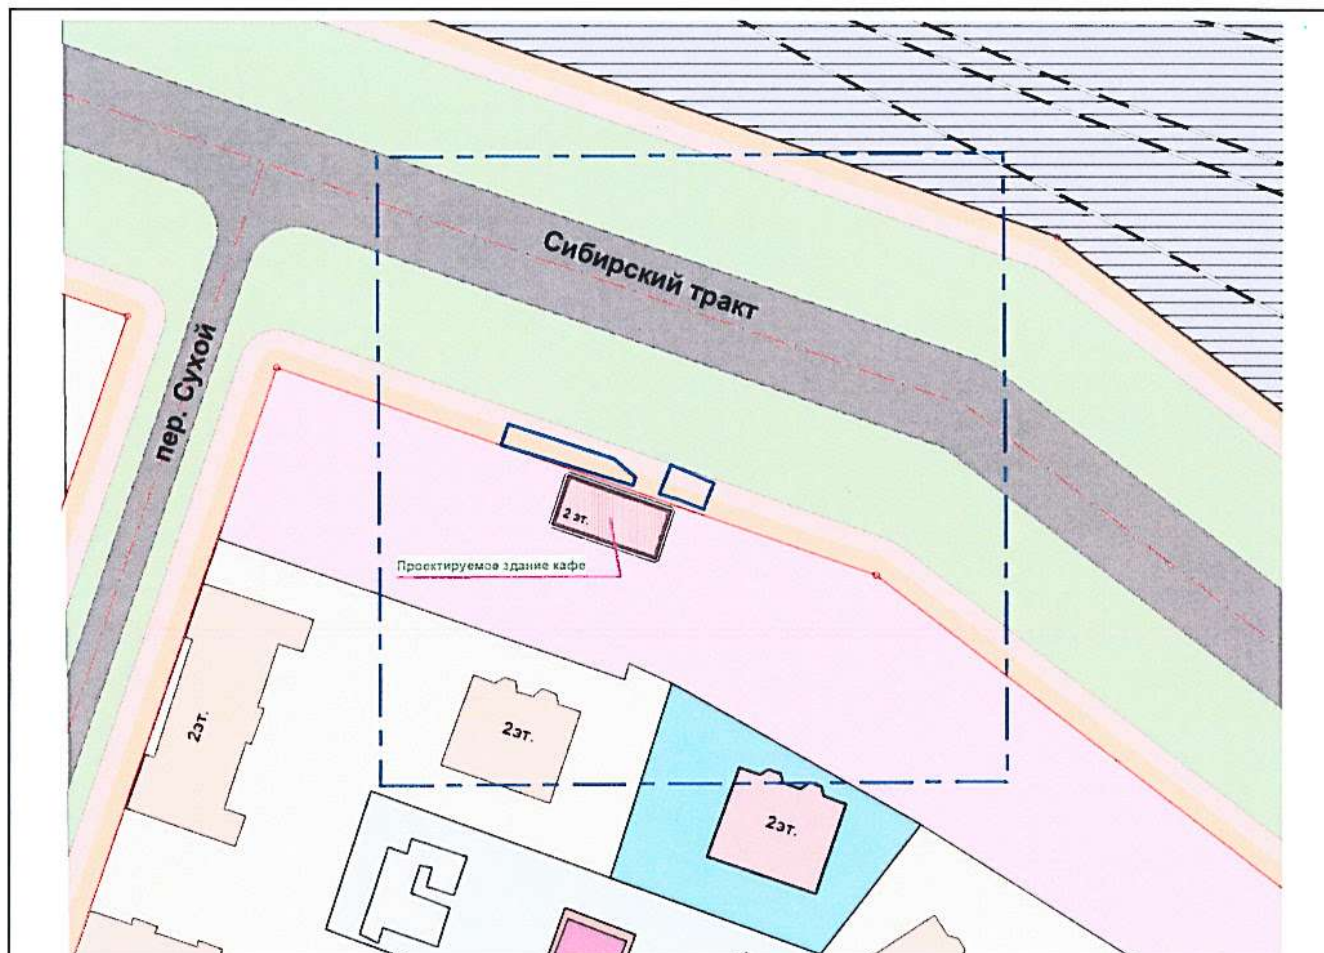 Сибирский тракт
пер. Сухой
2 эт.
Проектируемое здание кафе
2эт.
2эт.
2эт.